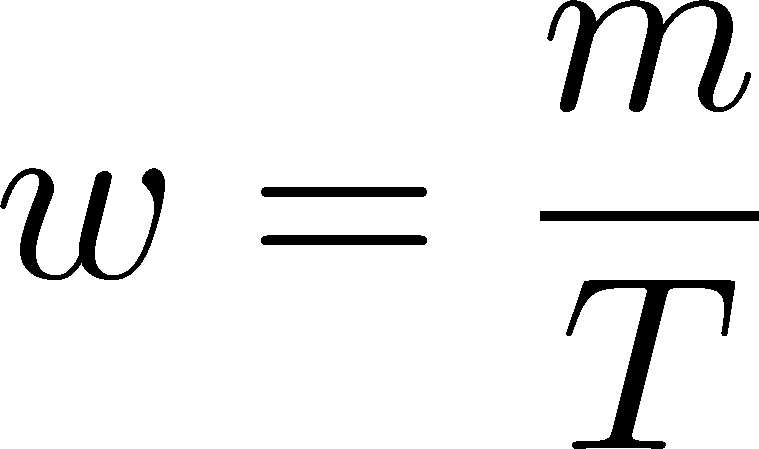 w = m/T